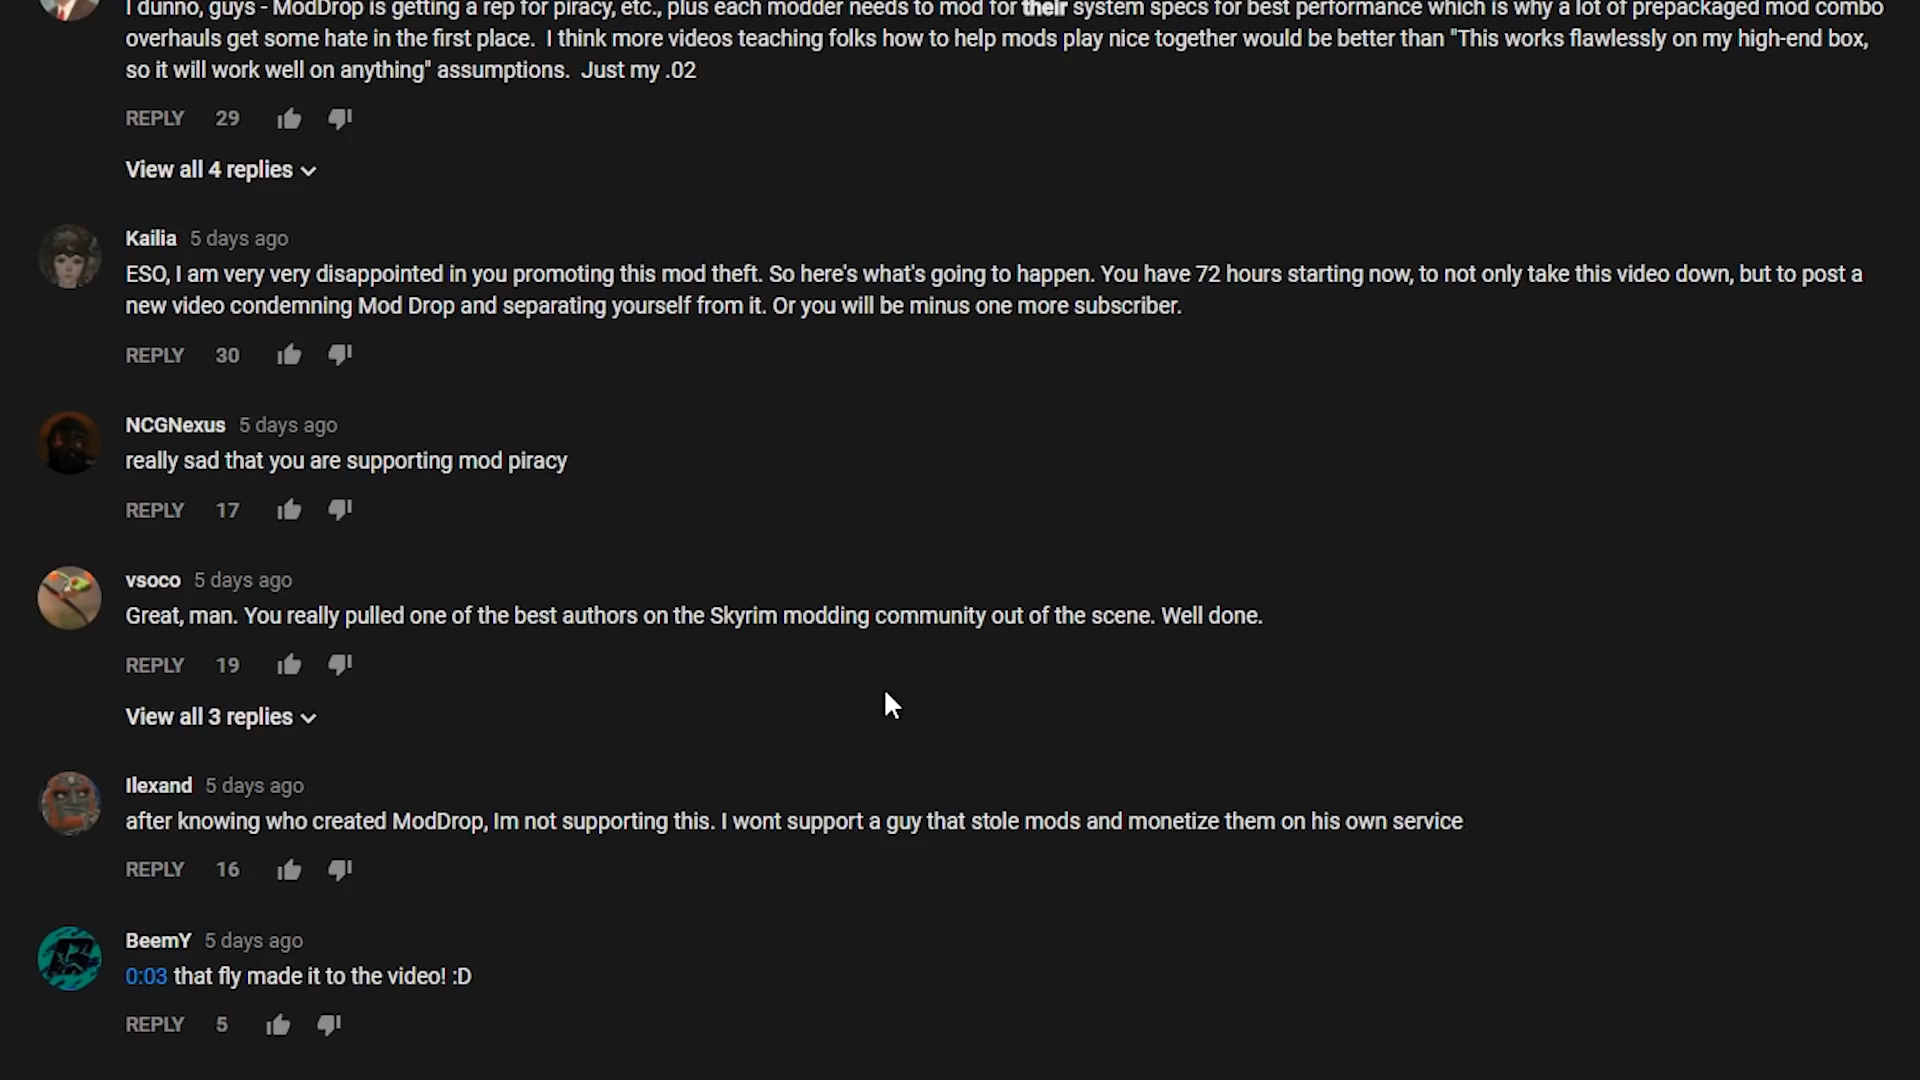 I dunno, guys - ModDrop is getting a rep for piracy, etc., plus each modder needs to mod for their system specs for best performance which is why a lot of prepackaged mod combo
overhauls get some hate in the first place.  I think more videos teaching folks how to help mods play nice together would be better than "This works flawlessly on my high-end box,
so it will work well on anything" assumptions.  Just my .02
REPLY 29
View all 4 replies
Kailia 5 days ago
ESO, I am very very disappointed in you promoting this mod theft. So here's what's going to happen. You have 72 hours starting now, to not only take this video down, but to post a
new video condemning Mod Drop and separating yourself from it. Or you will be minus one more subscriber.
REPLY 30
NCGNexus 5 days ago
really sad that you are supporting mod piracy
REPLY 17
vsoco 5 days ago
Great, man. You really pulled one of the best authors on the Skyrim modding community out of the scene. Well done.
REPLY 19
View all 3 replies
Ilexand 5 days ago
after knowing who created ModDrop, Im not supporting this. I wont support a guy that stole mods and monetize them on his own service
REPLY 16
BeemY 5 days ago
0:03 that fly made it to the video! :D
REPLY 5